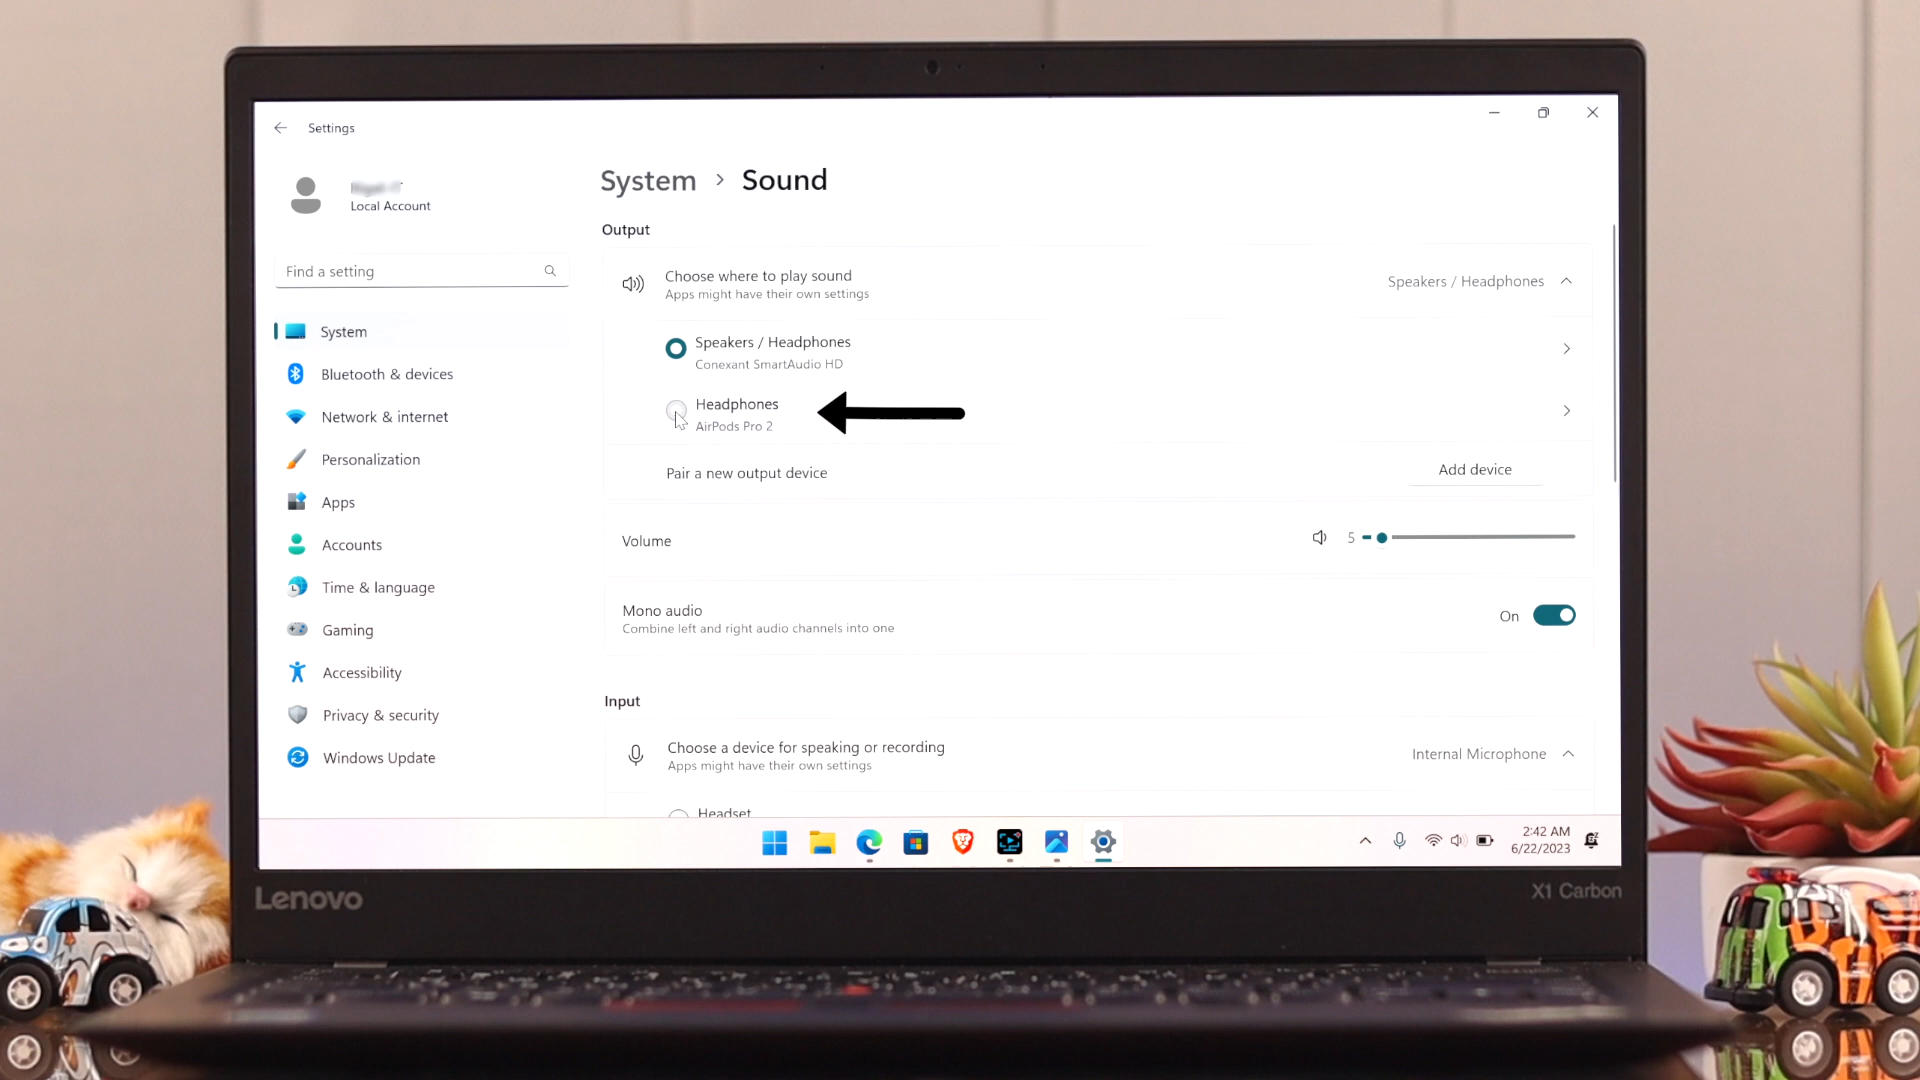 Settings
Local Account
Find a setting
System
Bluetooth & devices
Network & internet
Personalization
Apps
Accounts
Time & language
Gaming
Accessibility
Privacy & security
Windows Update
System > Sound
Output
Choose where to play sound
Apps might have their own settings
Speakers / Headphones
Speakers / Headphones
Conexant SmartAudio HD
Headphones
AirPods Pro 2
Pair a new output device
Add device
Volume
5
Mono audio
Combine left and right audio channels into one
On
Input
Choose a device for speaking or recording
Apps might have their own settings
Internal Microphone
Headset
2:42 AM
6/22/2023
Lenovo
X1 Carbon